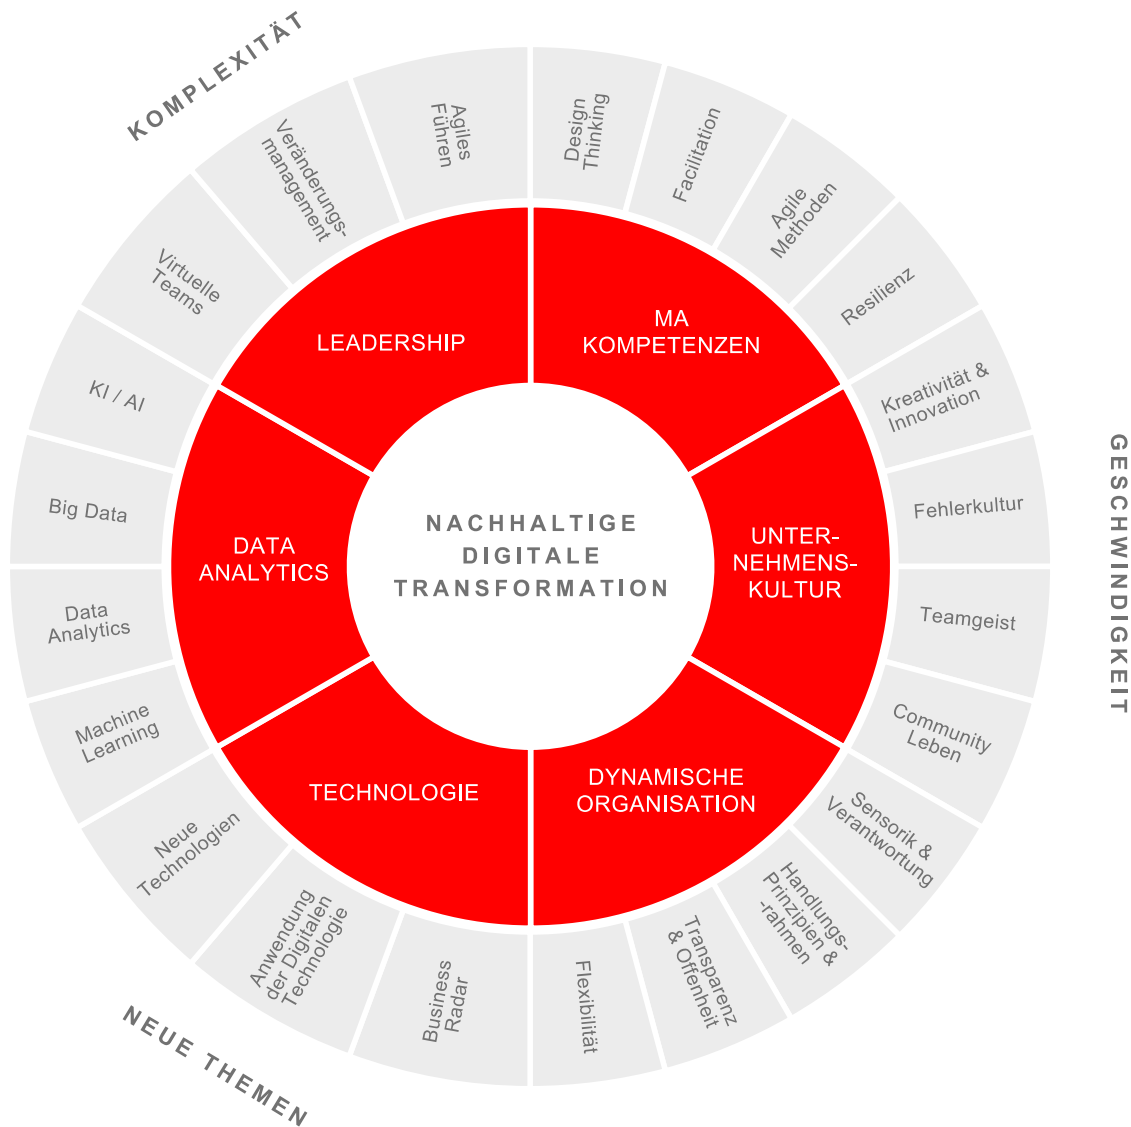 KOMPLEXITÄT
GESCHWINDIGKEIT
NEUE THEMEN
NACHHALTIGE
DIGITALE
TRANSFORMATION
LEADERSHIP
MA
KOMPETENZEN
UNTER-
NEHMENS-
KULTUR
DYNAMISCHE
ORGANISATION
TECHNOLOGIE
DATA
ANALYTICS
Design
Thinking
Facilitation
Agile
Methoden
Resilienz
Kreativität &
Innovation
Fehlerkultur
Teamgeist
Community
Leben
Sensorik &
Verantwortung
Handlungs-
Prinzipien &
-rahmen
Transparenz
& Offenheit
Flexibilität
Business
Radar
Anwendung
der Digitalen
Technologie
Neue
Technologien
Machine
Learning
Data
Analytics
Big Data
KI / AI
Virtuelle
Teams
Veränderungs-
management
Agiles
Führen